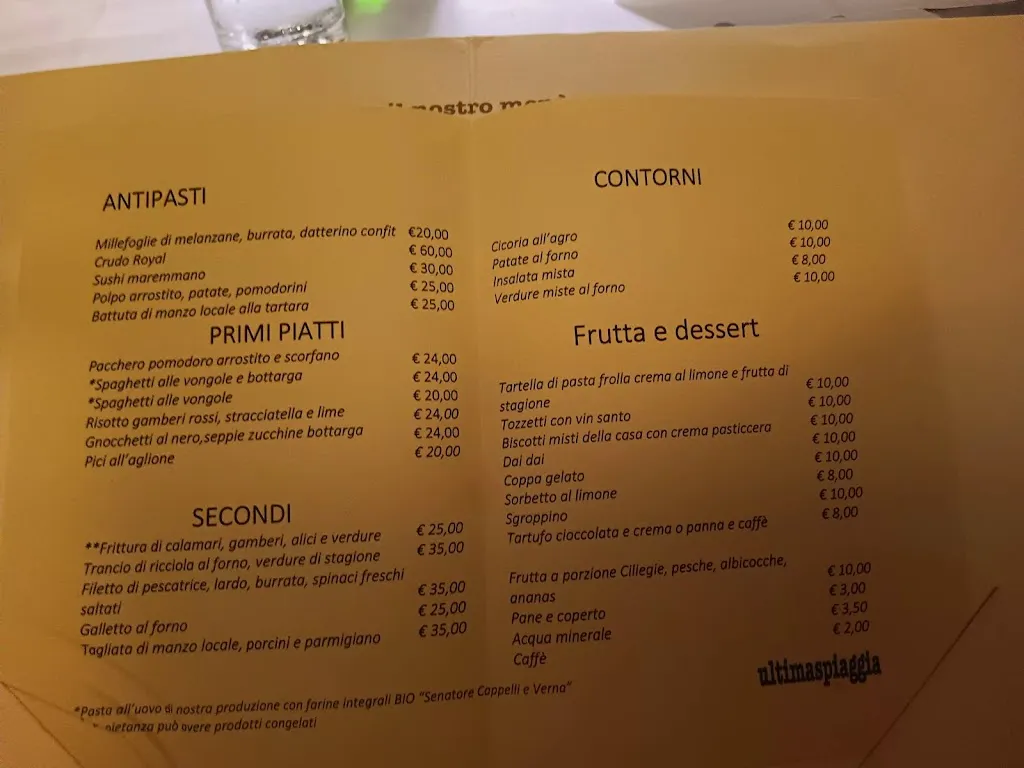 nostro
ANTIPASTI
Millefoglie di melanzane, burrata, datterino confit €20,00
Crudo Royal € 60,00
Sushi maremmano € 30,00
Polpo arrostito, patate, pomodorini € 25,00
Battuta di manzo locale alla tartara € 25,00
PRIMI PIATTI
Pacchero pomodoro arrostito e scorfano € 24,00
*Spaghetti alle vongole e bottarga € 24,00
*Spaghetti alle vongole € 20,00
Risotto gamberi rossi, stracciatella e lime € 24,00
Gnocchetti al nero,seppie zucchine bottarga € 24,00
Pici all'aglione € 20,00
SECONDI
**Frittura di calamari, gamberi, alici e verdure € 25,00
Trancio di ricciola al forno, verdure di stagione € 35,00
Filetto di pescatrice, lardo, burrata, spinaci freschi
saltati € 35,00
Galletto al forno € 25,00
Tagliata di manzo locale, porcini e parmigiano € 35,00
*Pasta all'uovo di nostra produzione con farine integrali BIO "Senatore Cappelli e Verna"
pietanza può avere prodotti congelati
CONTORNI
Cicoria all'agro € 10,00
Patate al forno € 10,00
Insalata mista € 8,00
Verdure miste al forno € 10,00
Frutta e dessert
Tartella di pasta frolla crema al limone e frutta di
stagione € 10,00
Tozzetti con vin santo € 10,00
Biscotti misti della casa con crema pasticcera € 10,00
Dai dai € 10,00
Coppa gelato € 10,00
Sorbetto al limone € 8,00
Sgroppino € 10,00
Tartufo cioccolata e crema o panna e caffè € 8,00
Frutta a porzione Ciliegie, pesche, albicocche,
ananas € 10,00
Pane e coperto € 3,00
Acqua minerale € 3,50
Caffè € 2,00
ultimaspiaggia